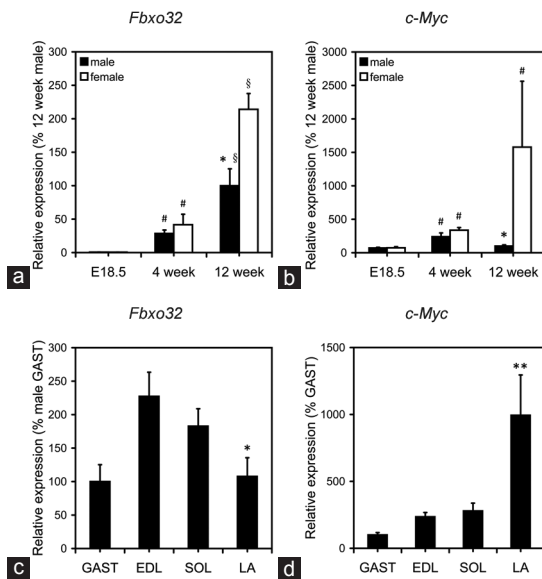 Fbxo32
Relative expression (% 12 week male)
300
250
200
150
100
50
0
male
female
#
#
*
§
§
E18.5
4 week
12 week
a
c-Myc
Relative expression (% 12 week male)
3000
2500
2000
1500
1000
500
0
male
female
#
#
*
#
E18.5
4 week
12 week
b
Fbxo32
Relative expression (% male GAST)
300
250
200
150
100
50
0
*
GAST
EDL
SOL
LA
c
c-Myc
Relative expression (% GAST)
1500
1000
500
0
**
GAST
EDL
SOL
LA
d